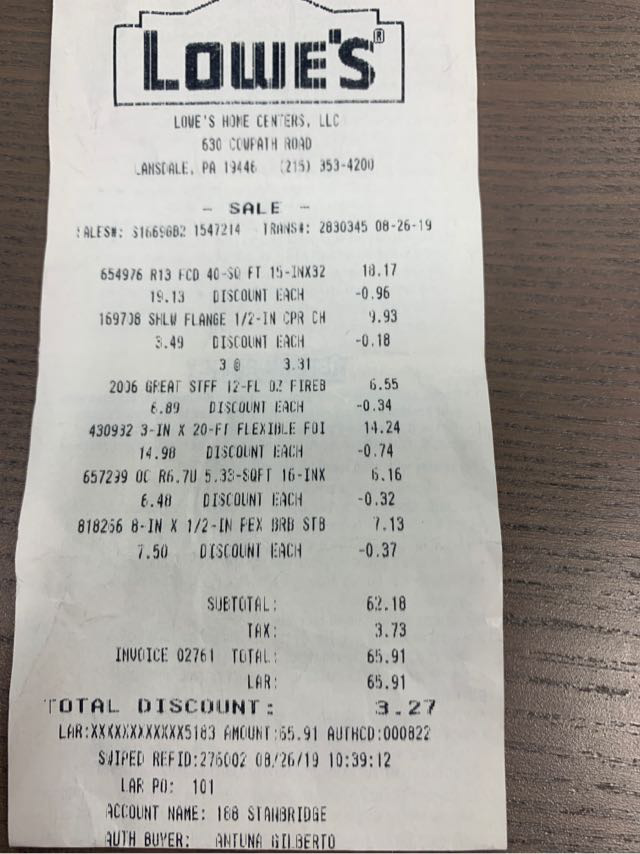 LOWE'S®
LOWE'S HOME CENTERS, LLC
630 COWPATH ROAD
LANSDALE, PA 19446 (215) 353-4200
- SALE -
SALES#: S1669GB2 1547214 TRANS#: 2830345 08-26-19
654976 R13 FCD 40-SQ FT 15-INX32 18.17
19.13 DISCOUNT EACH -0.96
169708 SHLW FLANGE 1/2-IN CPR CH 9.93
3.49 DISCOUNT EACH -0.18
3 @ 3.31
2006 GREAT STFF 12-FL OZ FIREB 6.55
6.89 DISCOUNT EACH -0.34
430932 3-IN X 20-FT FLEXIBLE FOI 14.24
14.98 DISCOUNT EACH -0.74
657299 OC R6.7U 5.33-SQFT 16-INX 6.16
6.48 DISCOUNT EACH -0.32
818266 8-IN X 1/2-IN PEX BRB STB 7.13
7.50 DISCOUNT EACH -0.37
SUBTOTAL: 62.18
TAX: 3.73
INVOICE 02761 TOTAL: 65.91
LAR: 65.91
TOTAL DISCOUNT: 3.27
LAR:XXXXXXXXXXXX5183 AMOUNT:65.91 AUTHCD:000822
SWIPED REFID:276002 08/26/19 10:39:12
LAR PO: 101
ACCOUNT NAME: 188 STANBRIDGE
AUTH BUYER: ANTUNA GILBERTO